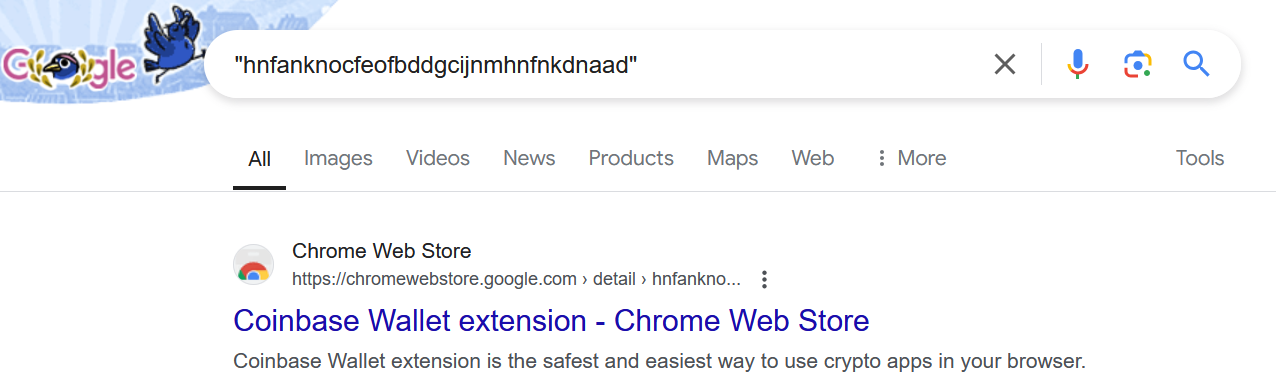 Google
"hnfanknocfeofbddgcijnmhnfnkdnaad"
All Images Videos News Products Maps Web More Tools
Chrome Web Store
https://chromewebstore.google.com › detail › hnfankno...
Coinbase Wallet extension - Chrome Web Store
Coinbase Wallet extension is the safest and easiest way to use crypto apps in your browser.